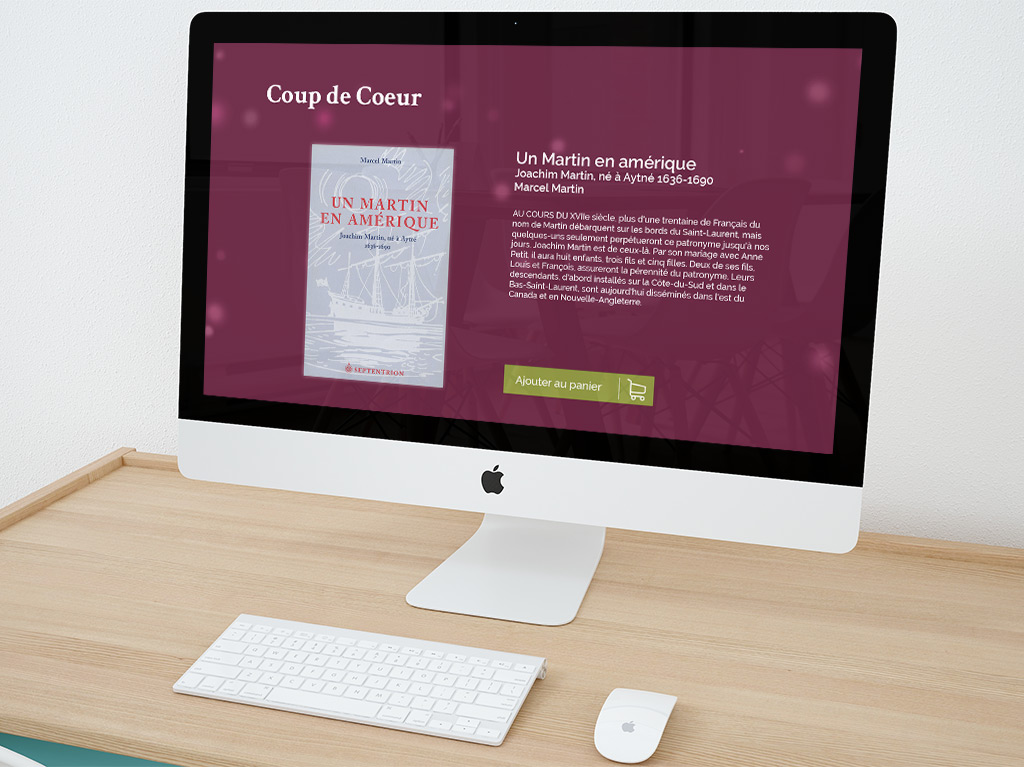 Coup de Coeur
Marcel Martin
UN MARTIN
EN AMÉRIQUE
Joachim Martin, né à Aytré
1636-1690
SEPTENTRION
Un Martin en amérique
Joachim Martin, né à Aytné 1636-1690
Marcel Martin
AU COURS DU XVIIe siècle, plus d'une trentaine de Français du
nom de Martin débarquent sur les bords du Saint-Laurent, mais
quelques-uns seulement perpétueront ce patronyme jusqu'à nos
jours. Joachim Martin est de ceux-là. Par son mariage avec Anne
Petit, il aura huit enfants, trois fils et cinq filles. Deux de ses fils,
Louis et François, assureront la pérennité du patronyme. Leurs
descendants, d'abord installés sur la Côte-du-Sud et dans le
Bas-Saint-Laurent, sont aujourd'hui disséminés dans l'est du
Canada et en Nouvelle-Angleterre.
Ajouter au panier